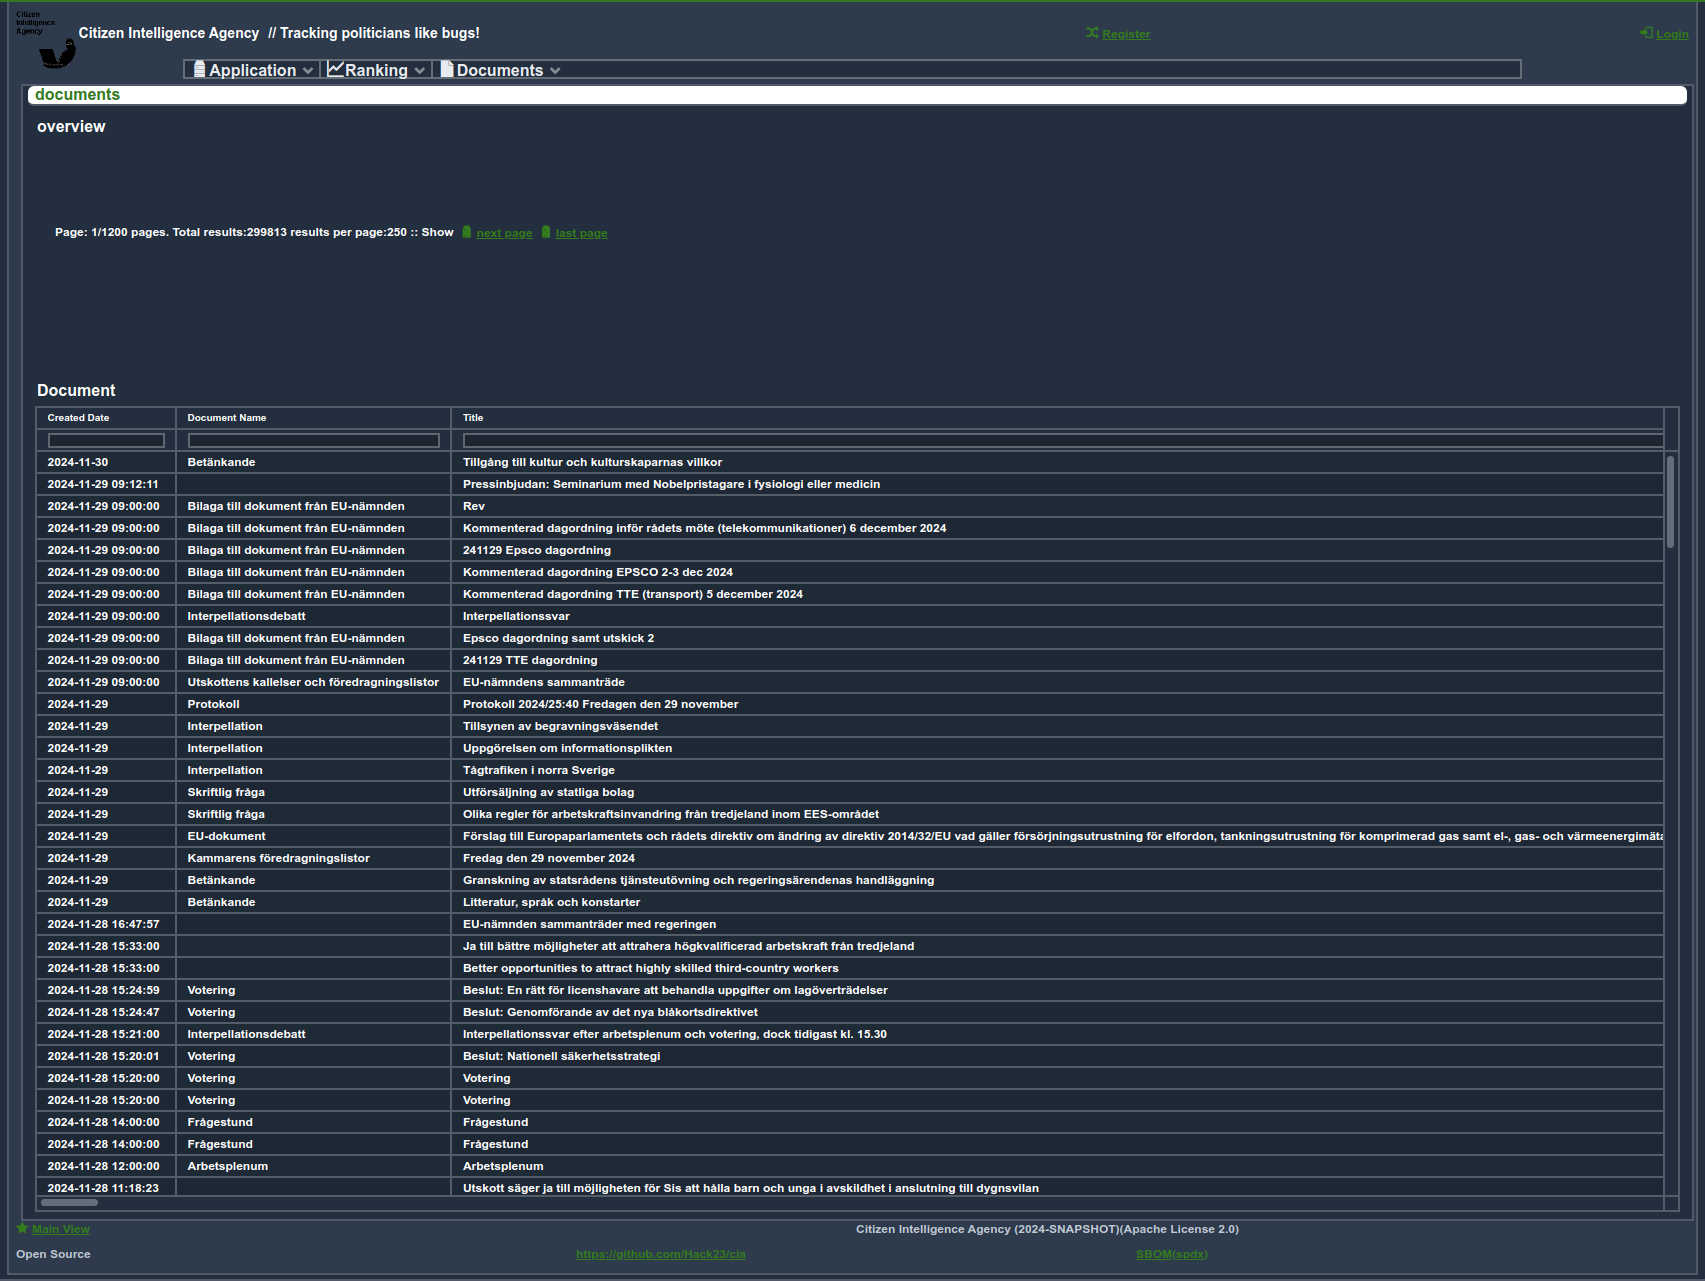 Citizen
Intelligence
Agency
Citizen Intelligence Agency // Tracking politicians like bugs!
Register
Login
Application Ranking Documents
documents
overview
Page: 1/1200 pages. Total results:299813 results per page:250 :: Show next page last page
Document
Created Date Document Name Title
2024-11-30 Betänkande Tillgång till kultur och kulturskaparnas villkor
2024-11-29 09:12:11 Pressinbjudan: Seminarium med Nobelpristagare i fysiologi eller medicin
2024-11-29 09:00:00 Bilaga till dokument från EU-nämnden Rev
2024-11-29 09:00:00 Bilaga till dokument från EU-nämnden Kommenterad dagordning inför rådets möte (telekommunikationer) 6 december 2024
2024-11-29 09:00:00 Bilaga till dokument från EU-nämnden 241129 Epsco dagordning
2024-11-29 09:00:00 Bilaga till dokument från EU-nämnden Kommenterad dagordning EPSCO 2-3 dec 2024
2024-11-29 09:00:00 Bilaga till dokument från EU-nämnden Kommenterad dagordning TTE (transport) 5 december 2024
2024-11-29 09:00:00 Interpellationsdebatt Interpellationssvar
2024-11-29 09:00:00 Bilaga till dokument från EU-nämnden Epsco dagordning samt utskick 2
2024-11-29 09:00:00 Bilaga till dokument från EU-nämnden 241129 TTE dagordning
2024-11-29 09:00:00 Utskottens kallelser och föredragningslistor EU-nämndens sammanträde
2024-11-29 Protokoll Protokoll 2024/25:40 Fredagen den 29 november
2024-11-29 Interpellation Tillsynen av begravningsväsendet
2024-11-29 Interpellation Uppgörelsen om informationsplikten
2024-11-29 Interpellation Tågtrafiken i norra Sverige
2024-11-29 Skriftlig fråga Utförsäljning av statliga bolag
2024-11-29 Skriftlig fråga Olika regler för arbetskraftsinvandring från tredjeland inom EES-området
2024-11-29 EU-dokument Förslag till Europaparlamentets och rådets direktiv om ändring av direktiv 2014/32/EU vad gäller försörjningsutrustning för elfordon, tankningsutrustning för komprimerad gas samt el-, gas- och värmeenergimäta
2024-11-29 Kammarens föredragningslistor Fredag den 29 november 2024
2024-11-29 Betänkande Granskning av statsrådens tjänsteutövning och regeringsärendenas handläggning
2024-11-29 Betänkande Litteratur, språk och konstarter
2024-11-28 16:47:57 EU-nämnden sammanträder med regeringen
2024-11-28 15:33:00 Ja till bättre möjligheter att attrahera högkvalificerad arbetskraft från tredjeland
2024-11-28 15:33:00 Better opportunities to attract highly skilled third-country workers
2024-11-28 15:24:59 Votering Beslut: En rätt för licenshavare att behandla uppgifter om lagöverträdelser
2024-11-28 15:24:47 Votering Beslut: Genomförande av det nya blåkortsdirektivet
2024-11-28 15:21:00 Interpellationsdebatt Interpellationssvar efter arbetsplenum och votering, dock tidigast kl. 15.30
2024-11-28 15:20:01 Votering Beslut: Nationell säkerhetsstrategi
2024-11-28 15:20:00 Votering Votering
2024-11-28 15:20:00 Votering Votering
2024-11-28 14:00:00 Frågestund Frågestund
2024-11-28 14:00:00 Frågestund Frågestund
2024-11-28 12:00:00 Arbetsplenum Arbetsplenum
2024-11-28 11:18:23 Utskott säger ja till möjligheten för Sis att hålla barn och unga i avskildhet i anslutning till dygnsvilan
Main View Citizen Intelligence Agency (2024-SNAPSHOT)(Apache License 2.0)
Open Source https://github.com/Hack23/cia SBOM(spdx)